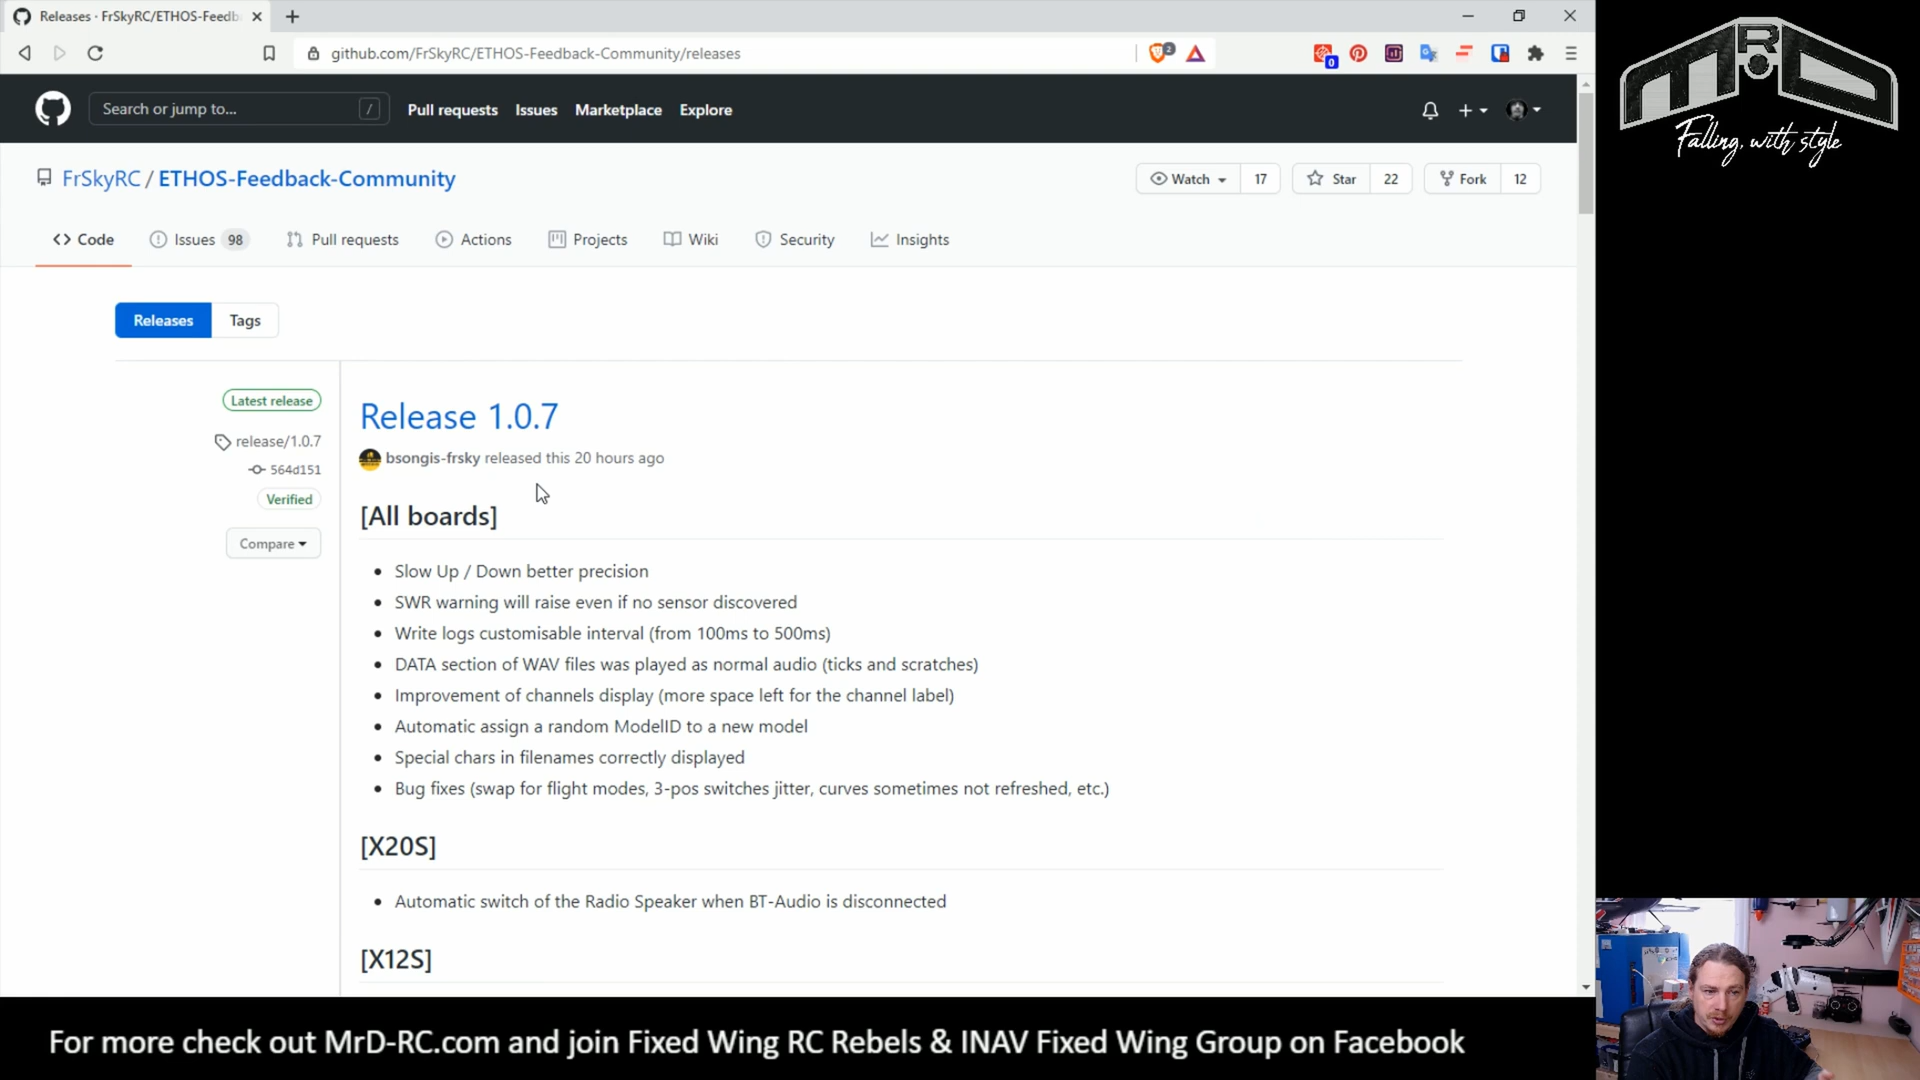 Releases · FrSkyRC/ETHOS-Feedb
github.com/FrSkyRC/ETHOS-Feedback-Community/releases
2
0
MRD
Falling, with style
Search or jump to...
/
Pull requests
Issues
Marketplace
Explore
FrSkyRC / ETHOS-Feedback-Community
Watch 17
Star 22
Fork 12
Code
Issues 98
Pull requests
Actions
Projects
Wiki
Security
Insights
Releases
Tags
Latest release
release/1.0.7
564d151
Verified
Compare
Release 1.0.7
bsongis-frsky released this 20 hours ago
[All boards]
• Slow Up / Down better precision
• SWR warning will raise even if no sensor discovered
• Write logs customisable interval (from 100ms to 500ms)
• DATA section of WAV files was played as normal audio (ticks and scratches)
• Improvement of channels display (more space left for the channel label)
• Automatic assign a random ModelID to a new model
• Special chars in filenames correctly displayed
• Bug fixes (swap for flight modes, 3-pos switches jitter, curves sometimes not refreshed, etc.)
[X20S]
• Automatic switch of the Radio Speaker when BT-Audio is disconnected
[X12S]
For more check out MrD-RC.com and join Fixed Wing RC Rebels & INAV Fixed Wing Group on Facebook